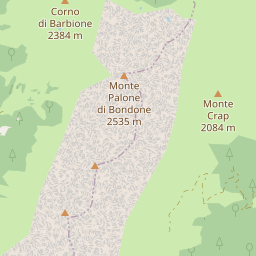 Corno
di Barbione
2384 m
Monte
Palone
di Bondone
2535 m
Monte
Crap
2084 m